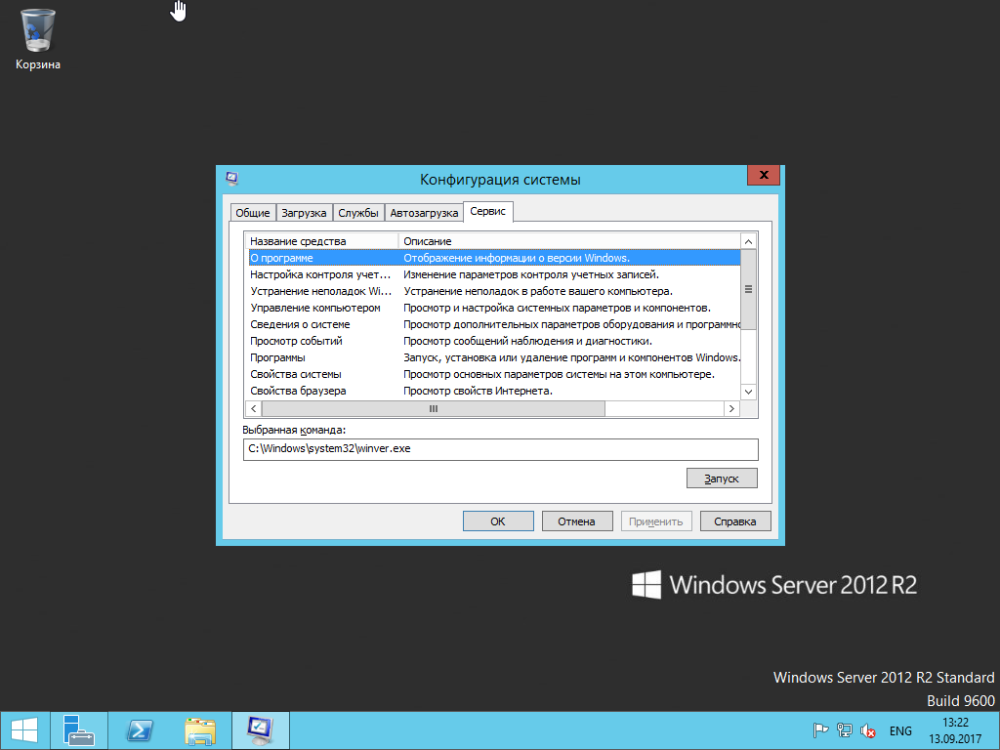 Корзина
Конфигурация системы
Общие Загрузка Службы Автозагрузка Сервис
Название средства Описание
О программе Отображение информации о версии Windows.
Настройка контроля учет... Изменение параметров контроля учетных записей.
Устранение неполадок Wi... Устранение неполадок в работе вашего компьютера.
Управление компьютером Просмотр и настройка системных параметров и компонентов.
Сведения о системе Просмотр дополнительных параметров оборудования и программно
Просмотр событий Просмотр сообщений наблюдения и диагностики.
Программы Запуск, установка или удаление программ и компонентов Windows.
Свойства системы Просмотр основных параметров системы на этом компьютере.
Свойства браузера Просмотр свойств Интернета.
Выбранная команда:
C:\Windows\system32\winver.exe
Запуск
ОК Отмена Применить Справка
Windows Server 2012 R2
Windows Server 2012 R2 Standard
Build 9600
ENG 13:22
13.09.2017